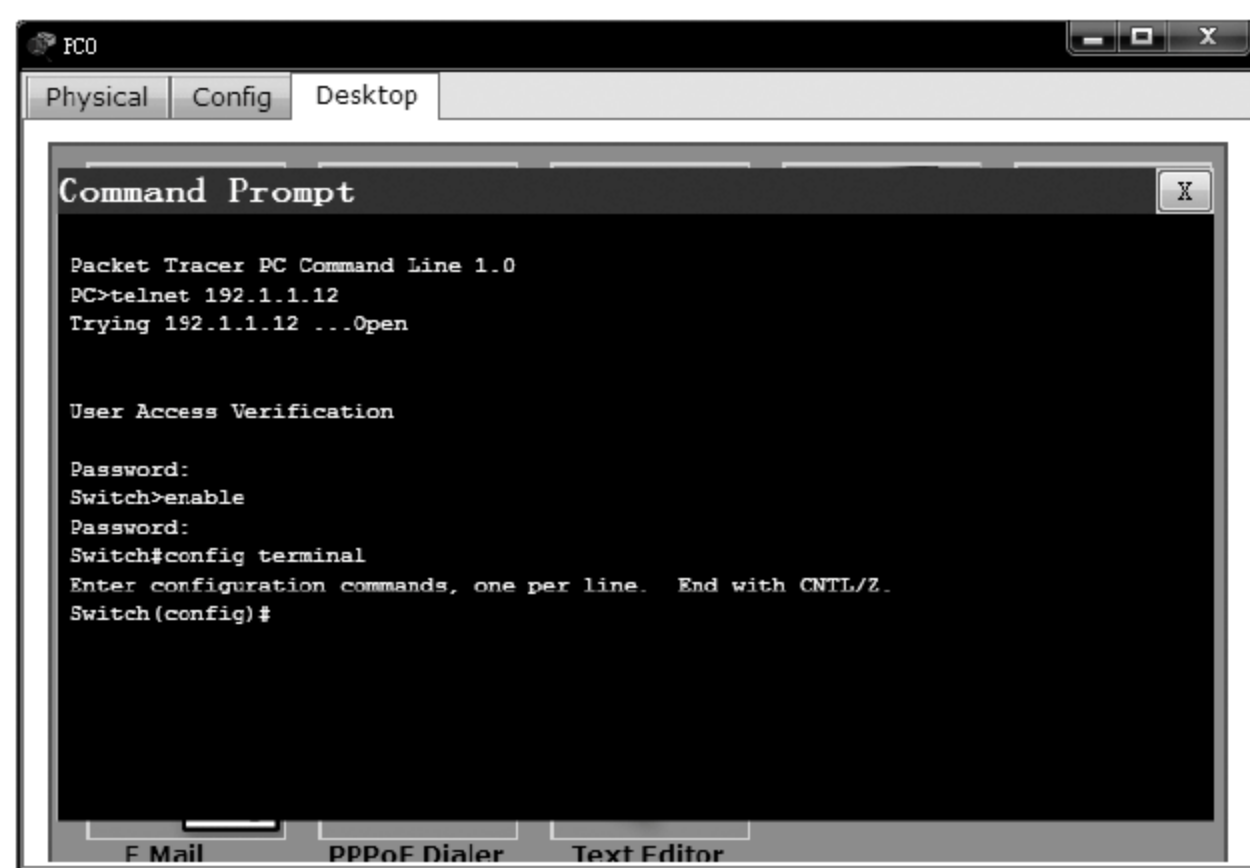 PC0
X
Physical Config Desktop
Command Prompt
X
Packet Tracer PC Command Line 1.0
PC>telnet 192.1.1.12
Trying 192.1.1.12 ...Open
User Access Verification
Password:
Switch>enable
Password:
Switch#config terminal
Enter configuration commands, one per line. End with CNTL/Z.
Switch(config)#
E Mail PPPoE Dialer Text Editor